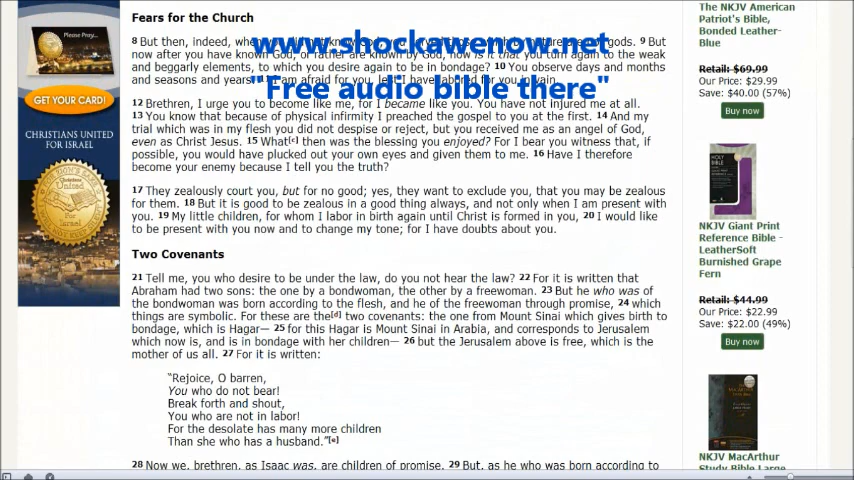 Please Pray...
GET YOUR CARD!
CHRISTIANS UNITED
FOR ISRAEL
Fears for the Church
www.shockawenow.net
"Free audio bible there"
8 But then, indeed, when you did not know God, you served those which by nature are not gods. 9 But
now after you have known God, or rather are known by God, how is it that you turn again to the weak
and beggarly elements, to which you desire again to be in bondage? 10 You observe days and months
and seasons and years. 11 I am afraid for you, lest I have labored for you in vain.
12 Brethren, I urge you to become like me, for I became like you. You have not injured me at all.
13 You know that because of physical infirmity I preached the gospel to you at the first. 14 And my
trial which was in my flesh you did not despise or reject, but you received me as an angel of God,
even as Christ Jesus. 15 What[c] then was the blessing you enjoyed? For I bear you witness that, if
possible, you would have plucked out your own eyes and given them to me. 16 Have I therefore
become your enemy because I tell you the truth?
17 They zealously court you, but for no good; yes, they want to exclude you, that you may be zealous
for them. 18 But it is good to be zealous in a good thing always, and not only when I am present with
you. 19 My little children, for whom I labor in birth again until Christ is formed in you, 20 I would like
to be present with you now and to change my tone; for I have doubts about you.
Two Covenants
21 Tell me, you who desire to be under the law, do you not hear the law? 22 For it is written that
Abraham had two sons: the one by a bondwoman, the other by a freewoman. 23 But he who was of
the bondwoman was born according to the flesh, and he of the freewoman through promise, 24 which
things are symbolic. For these are the[d] two covenants: the one from Mount Sinai which gives birth to
bondage, which is Hagar— 25 for this Hagar is Mount Sinai in Arabia, and corresponds to Jerusalem
which now is, and is in bondage with her children— 26 but the Jerusalem above is free, which is the
mother of us all. 27 For it is written:
"Rejoice, O barren,
You who do not bear!
Break forth and shout,
You who are not in labor!
For the desolate has many more children
Than she who has a husband."[e]
28 Now we, brethren, as Isaac was, are children of promise. 29 But, as he who was born according to
The NKJV American
Patriot's Bible,
Bonded Leather-
Blue
Retail: $69.99
Our Price: $29.99
Save: $40.00 (57%)
Buy now
HOLY
BIBLE
NKJV Giant Print
Reference Bible -
LeatherSoft
Burnished Grape
Fern
Retail: $44.99
Our Price: $22.99
Save: $22.00 (49%)
Buy now
NKJV MacArthur
Study Bible Large